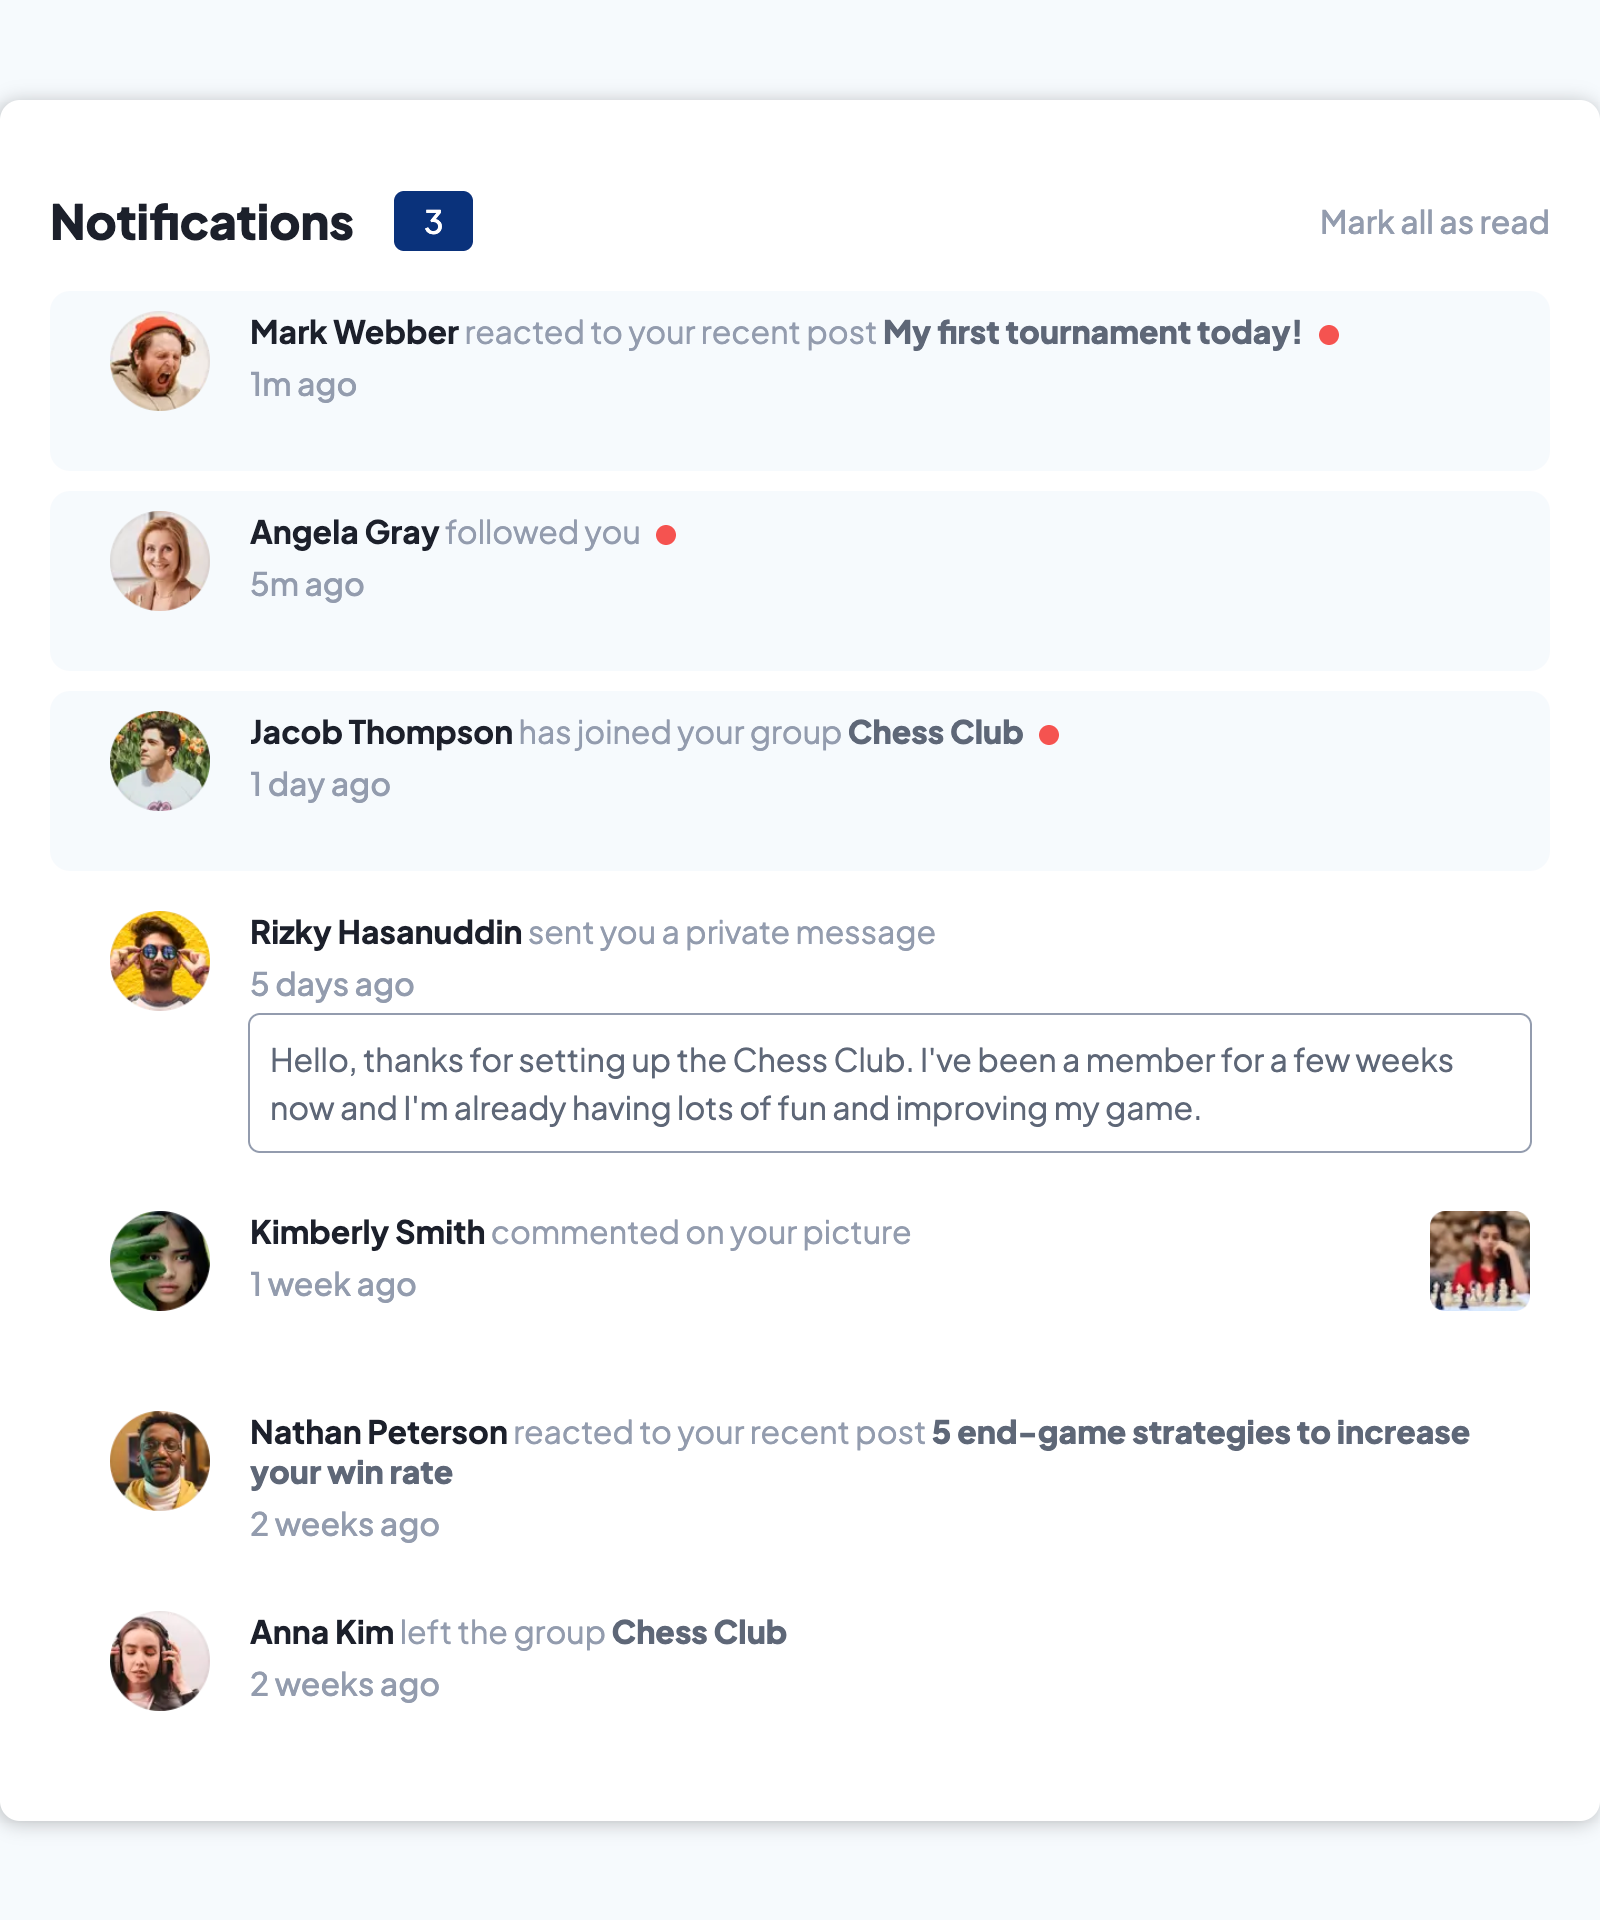 Notifications 3 Mark all as read
Mark Webber reacted to your recent post My first tournament today!
1m ago
Angela Gray followed you
5m ago
Jacob Thompson has joined your group Chess Club
1 day ago
Rizky Hasanuddin sent you a private message
5 days ago
Hello, thanks for setting up the Chess Club. I've been a member for a few weeks
now and I'm already having lots of fun and improving my game.
Kimberly Smith commented on your picture
1 week ago
Nathan Peterson reacted to your recent post 5 end-game strategies to increase
your win rate
2 weeks ago
Anna Kim left the group Chess Club
2 weeks ago